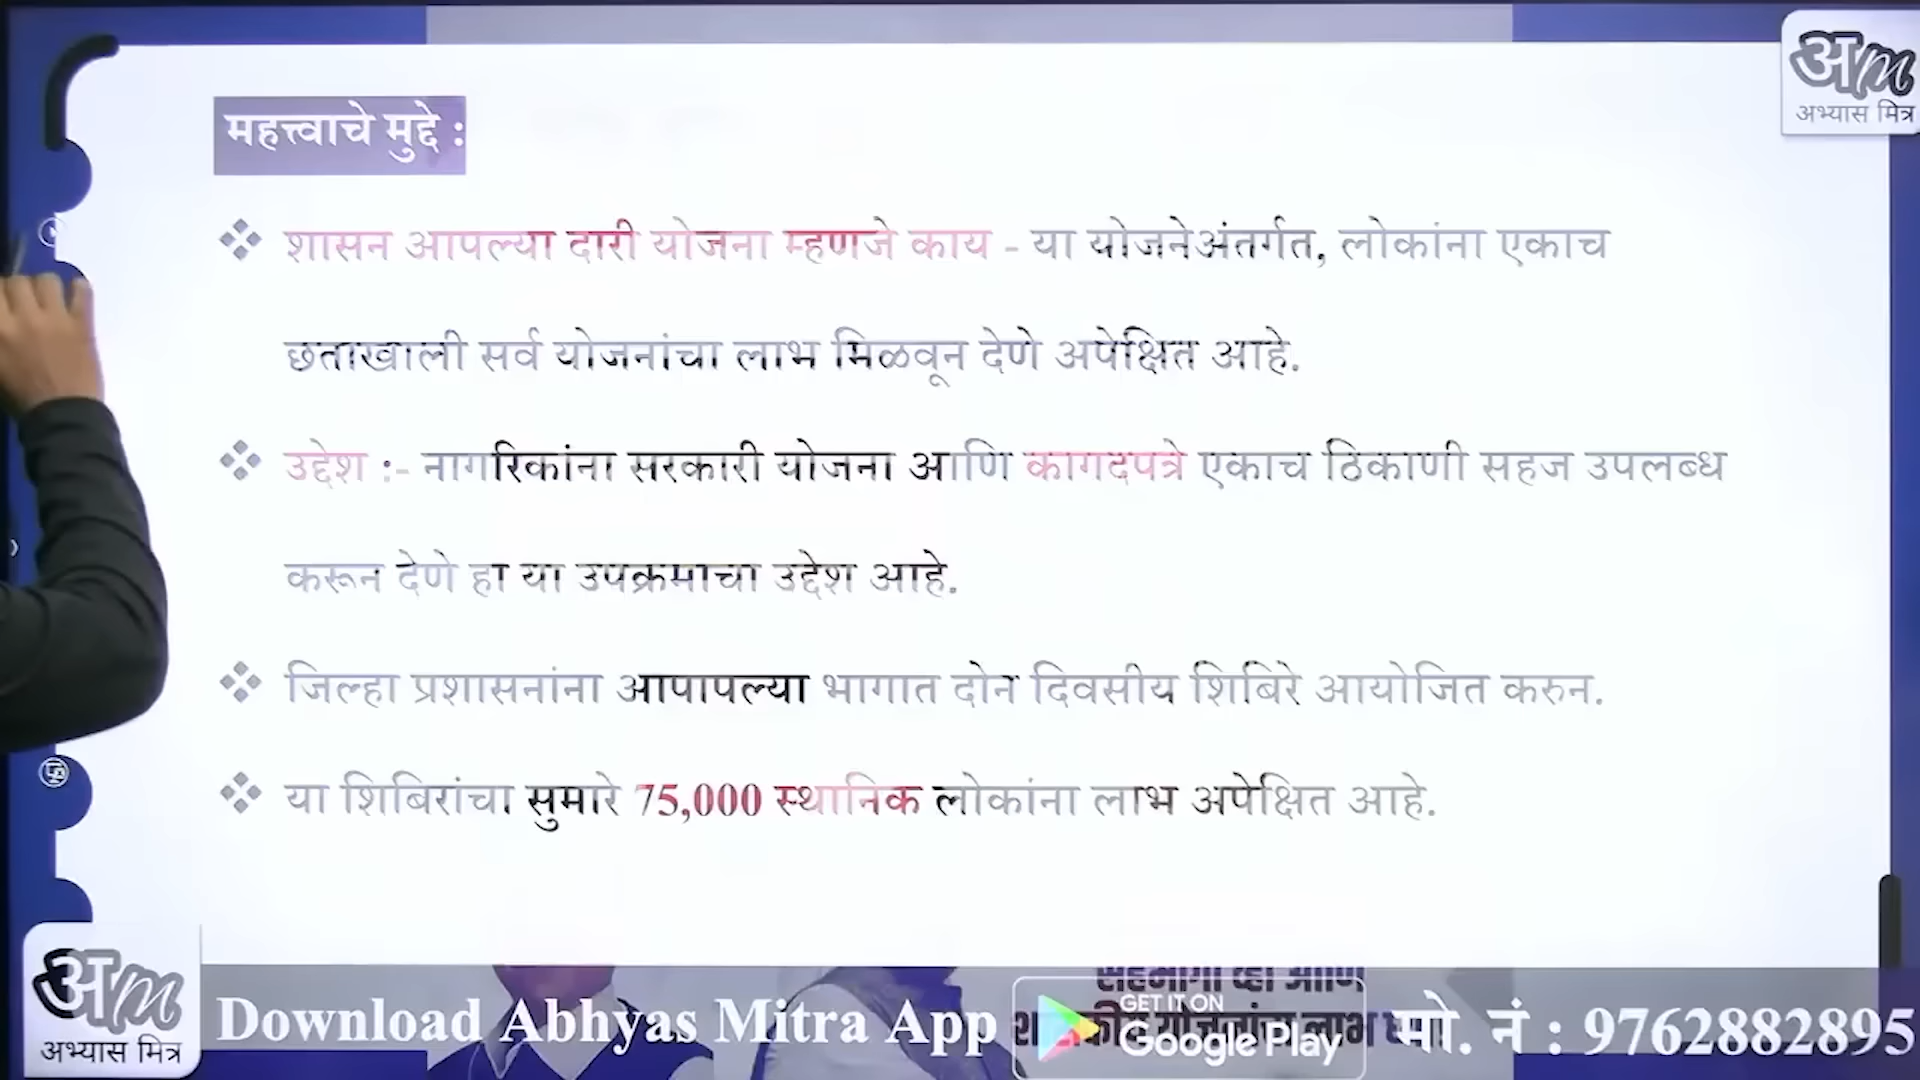 अm
अभ्यास मित्र
महत्त्वाचे मुद्दे :
❖ शासन आपल्या दारी योजना म्हणजे काय - या योजनेअंतर्गत, लोकांना एकाच
छताखाली सर्व योजनांचा लाभ मिळवून देणे अपेक्षित आहे.
❖ उद्देश :- नागरिकांना सरकारी योजना आणि कागदपत्रे एकाच ठिकाणी सहज उपलब्ध
करून देणे हा या उपक्रमाचा उद्देश आहे.
❖ जिल्हा प्रशासनांना आपापल्या भागात दोन दिवसीय शिबिरे आयोजित करुन.
❖ या शिबिरांचा सुमारे 75,000 स्थानिक लोकांना लाभ अपेक्षित आहे.
अm
अभ्यास मित्र
Download Abhyas Mitra App
GET IT ON
Google Play
मो. नं : 9762882895